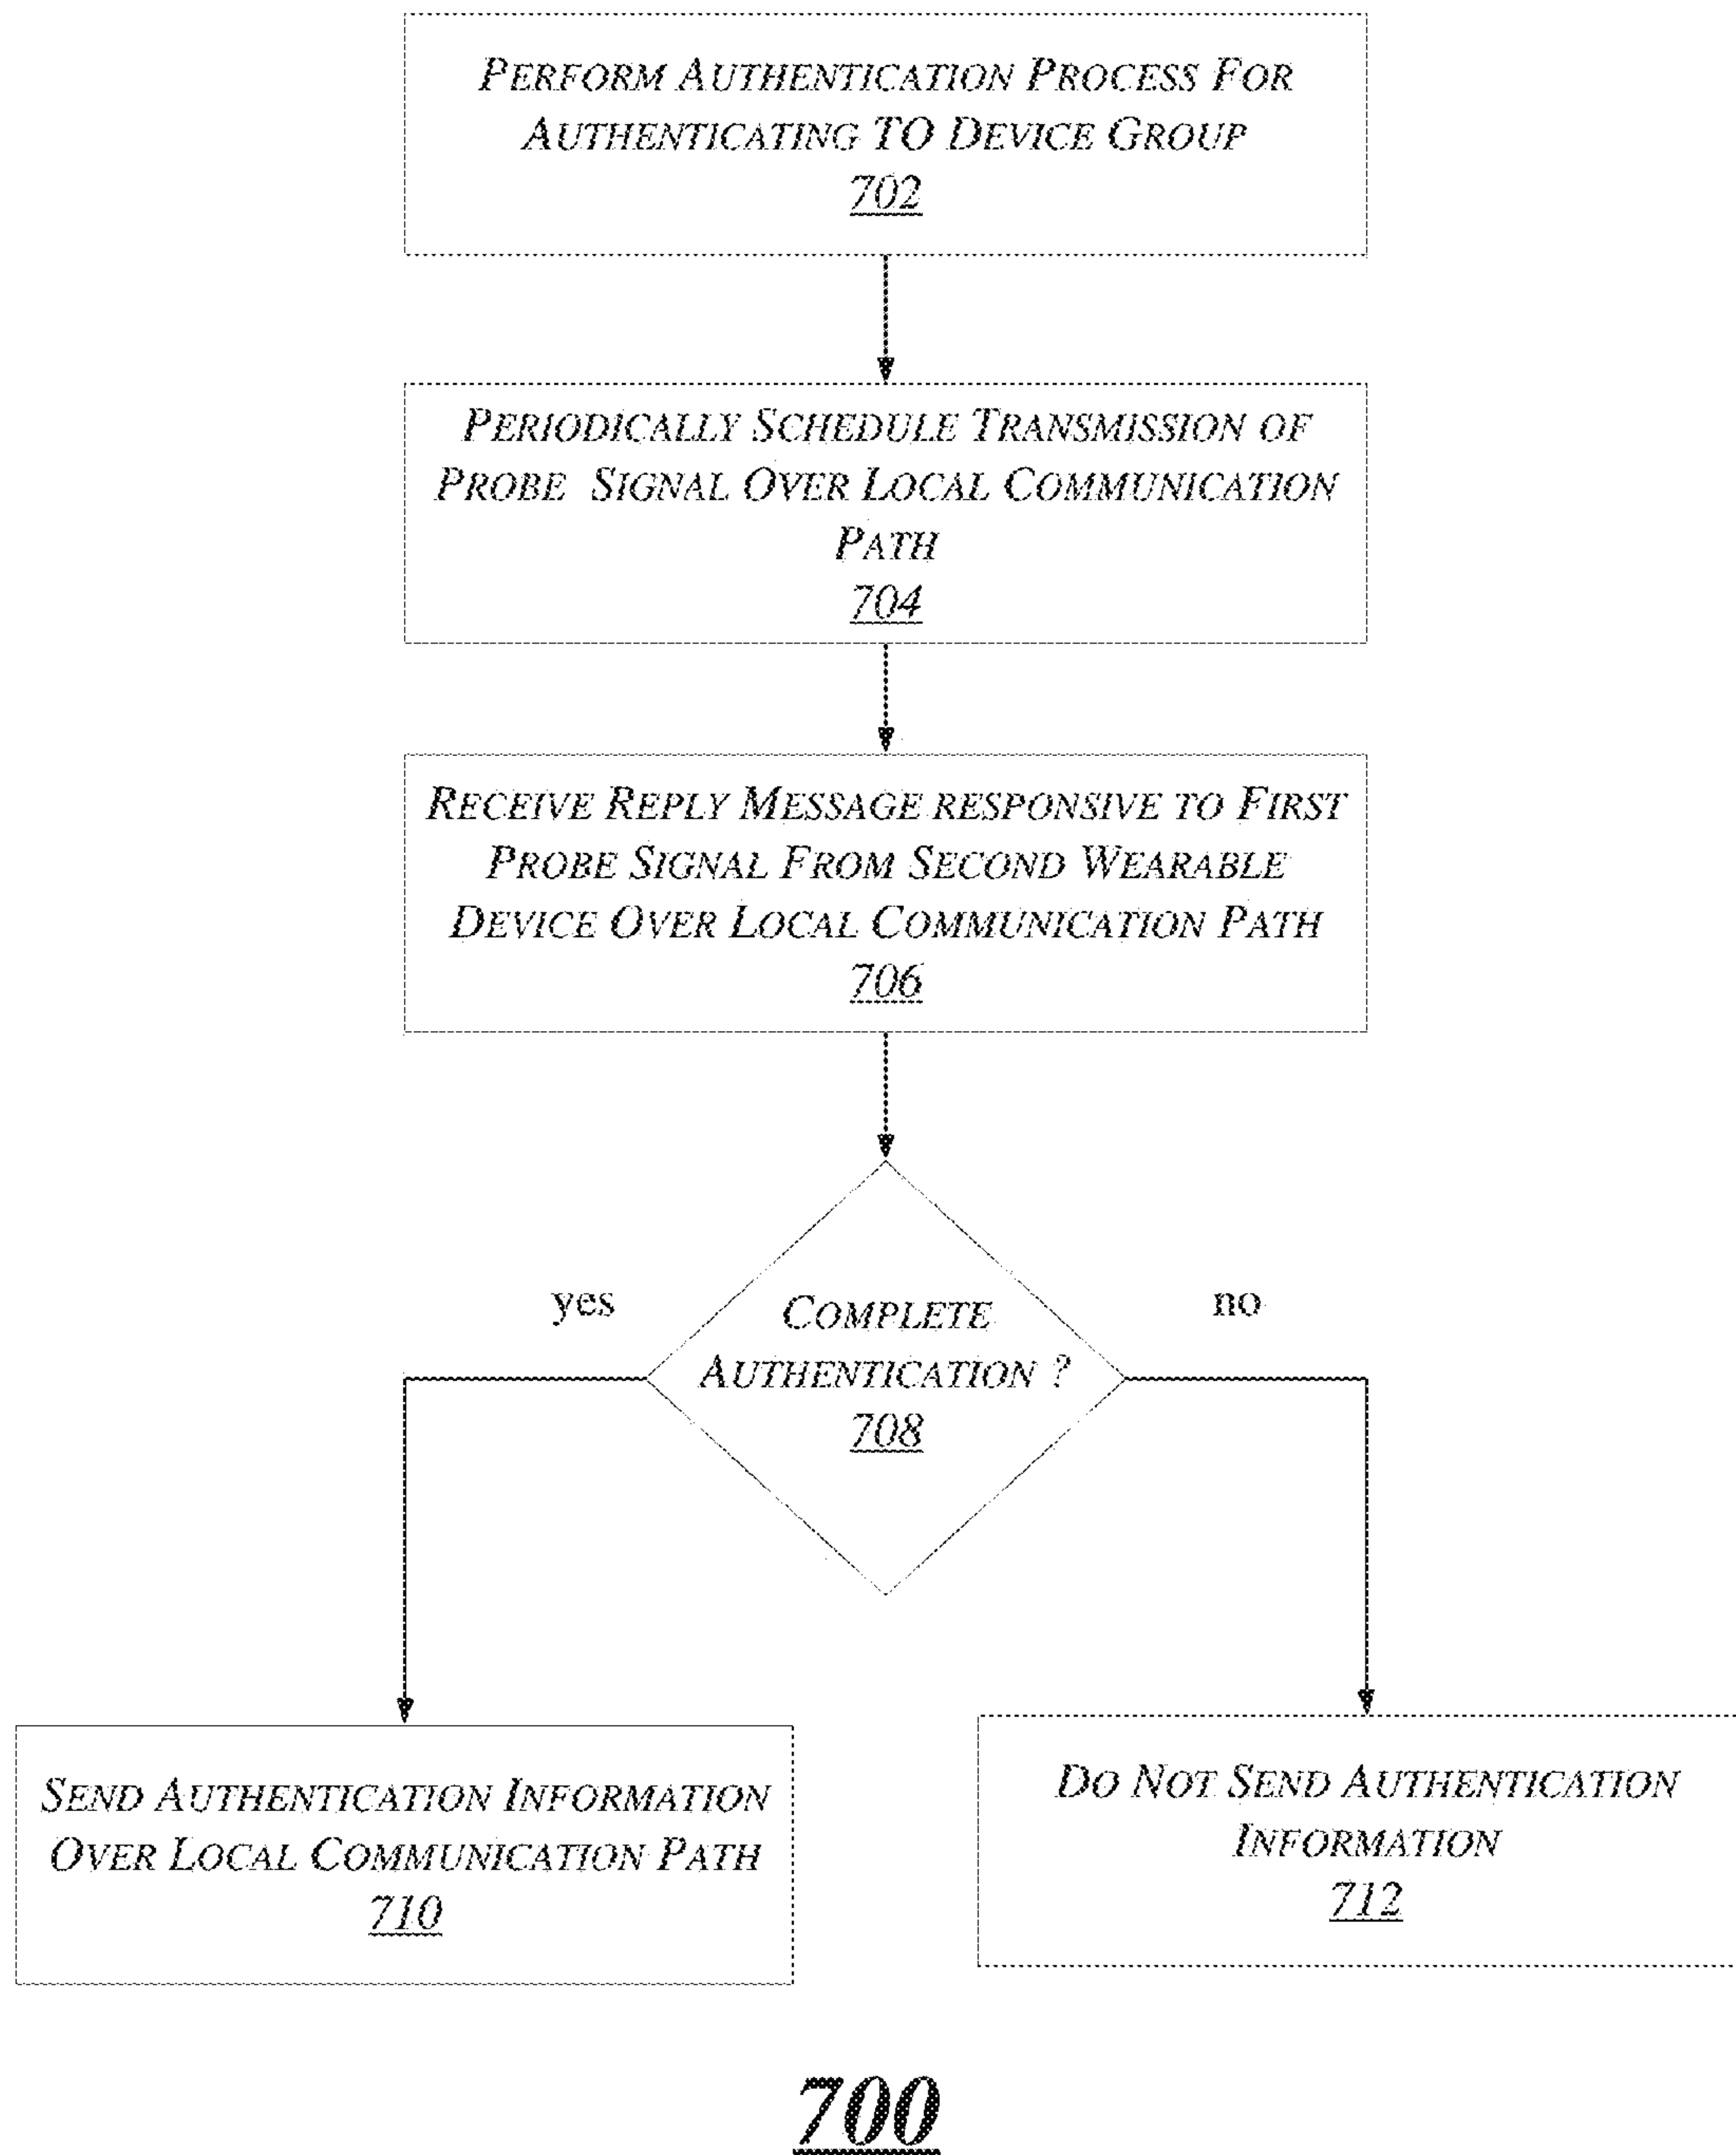 PERFORM AUTHENTICATION PROCESS FOR
AUTHENTICATING TO DEVICE GROUP
702
PERIODICALLY SCHEDULE TRANSMISSION OF
PROBE SIGNAL OVER LOCAL COMMUNICATION
PATH
704
RECEIVE REPLY MESSAGE RESPONSIVE TO FIRST
PROBE SIGNAL FROM SECOND WEARABLE
DEVICE OVER LOCAL COMMUNICATION PATH
706
yes
no
COMPLETE
AUTHENTICATION ?
708
SEND AUTHENTICATION INFORMATION
OVER LOCAL COMMUNICATION PATH
710
DO NOT SEND AUTHENTICATION
INFORMATION
712
700